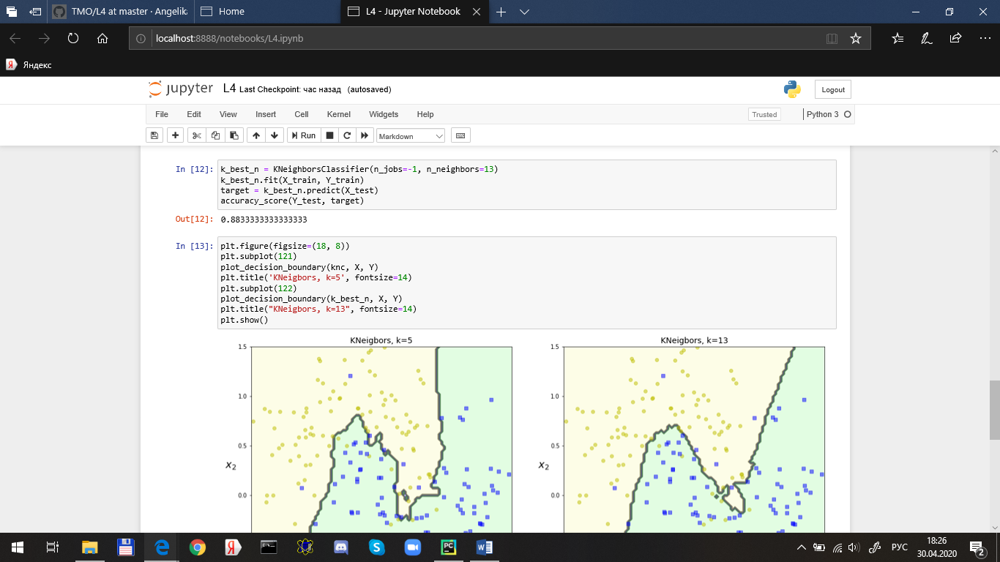 TMO/L4 at master · Angelik
Home
L4 - Jupyter Notebook
localhost:8888/notebooks/L4.ipynb
Я Яндекс
jupyter L4 Last Checkpoint: час назад (autosaved)
Logout
File Edit View Insert Cell Kernel Widgets Help
Trusted
Python 3
Run
Markdown
In [12]: k_best_n = KNeighborsClassifier(n_jobs=-1, n_neighbors=13)
k_best_n.fit(X_train, Y_train)
target = k_best_n.predict(X_test)
accuracy_score(Y_test, target)
Out[12]: 0.8833333333333333
In [13]: plt.figure(figsize=(18, 8))
plt.subplot(121)
plot_decision_boundary(knc, X, Y)
plt.title('KNeigbors, k=5', fontsize=14)
plt.subplot(122)
plot_decision_boundary(k_best_n, X, Y)
plt.title("KNeigbors, k=13", fontsize=14)
plt.show()
KNeigbors, k=5
1.5
1.0
0.5
x2
0.0
KNeigbors, k=13
1.5
1.0
0.5
x2
0.0
Я
C:\_
PC
РУС
18:26
30.04.2020
2